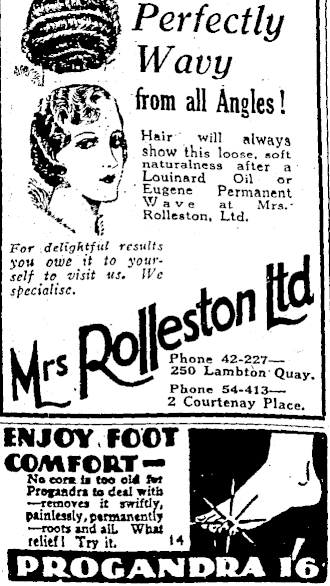 Perfectly
Wavy
from all Angles!
Hair will always
show this loose, soft
naturalness after a
Louinard Oil or
Eugene Permanent
Wave at Mrs.
Rolleston, Ltd.
For delightful results
you owe it to your-
self to visit us. We
specialise.
Mrs Rolleston Ltd
Phone 42-227—
250 Lambton Quay.
Phone 54-413—
2 Courtenay Place.
ENJOY FOOT
COMFORT—
No corn is too old for
Progandra to deal with
—removes it swiftly,
painlessly, permanently
—roots and all. What
relief! Try it. 14
PROGANDRA 16